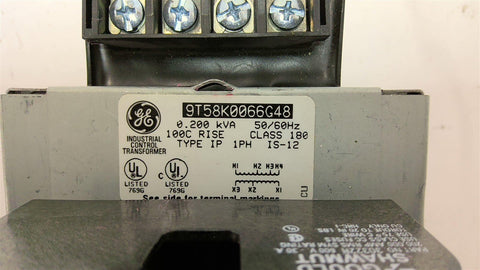 9T58K0066G48
0.200 kVA 50/60Hz
100C RISE CLASS 180
TYPE IP 1PH IS-12
GE
INDUSTRIAL
CONTROL
TRANSFORMER
H1 H2 H3 H4
X3 X2 X1
UL
LISTED
769G
C UL
LISTED
769G
CU
See side for terminal markings
SHAWMUT